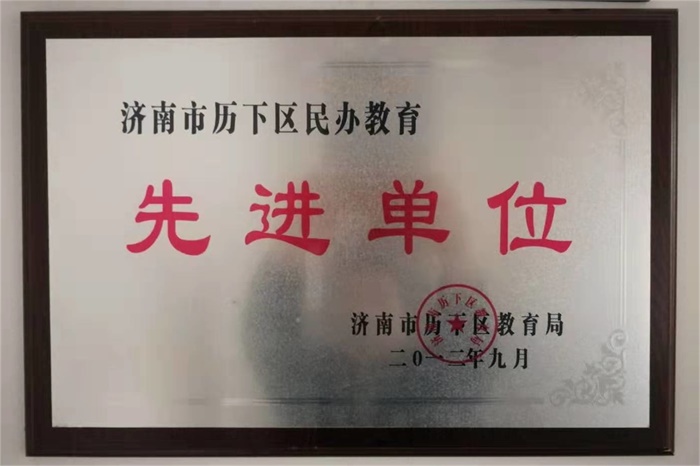 济南市历下区民办教育
先进单位
济南市历下区教育局
二〇一二年九月